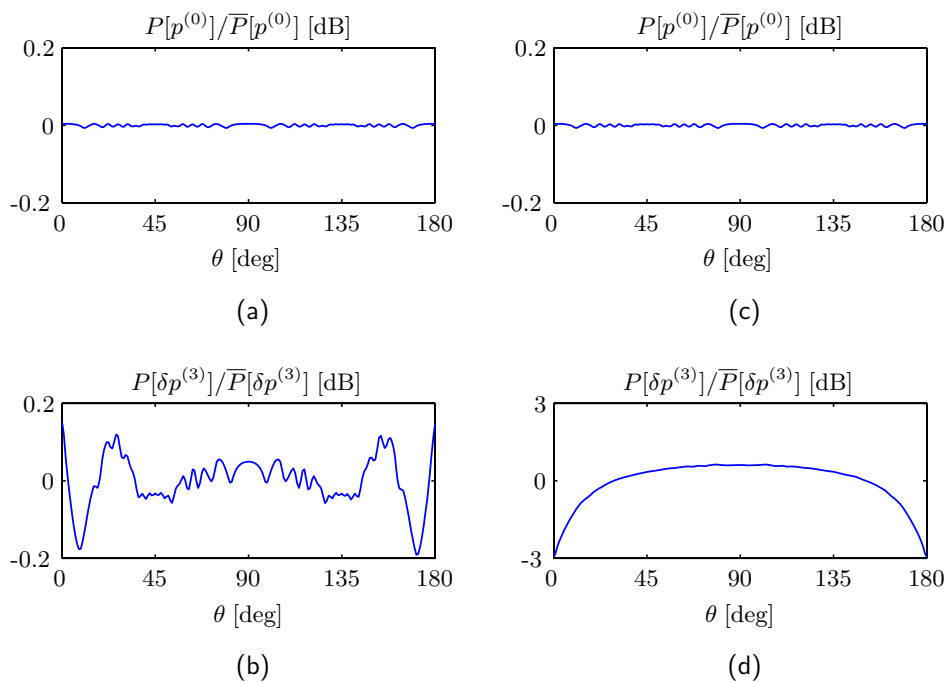 P[p^(0)]/P̅[p^(0)] [dB]
0.2
0
-0.2
0 45 90 135 180
θ [deg]
(a)
P[p^(0)]/P̅[p^(0)] [dB]
0.2
0
-0.2
0 45 90 135 180
θ [deg]
(c)
P[δp^(3)]/P̅[δp^(3)] [dB]
0.2
0
-0.2
0 45 90 135 180
θ [deg]
(b)
P[δp^(3)]/P̅[δp^(3)] [dB]
3
0
-3
0 45 90 135 180
θ [deg]
(d)